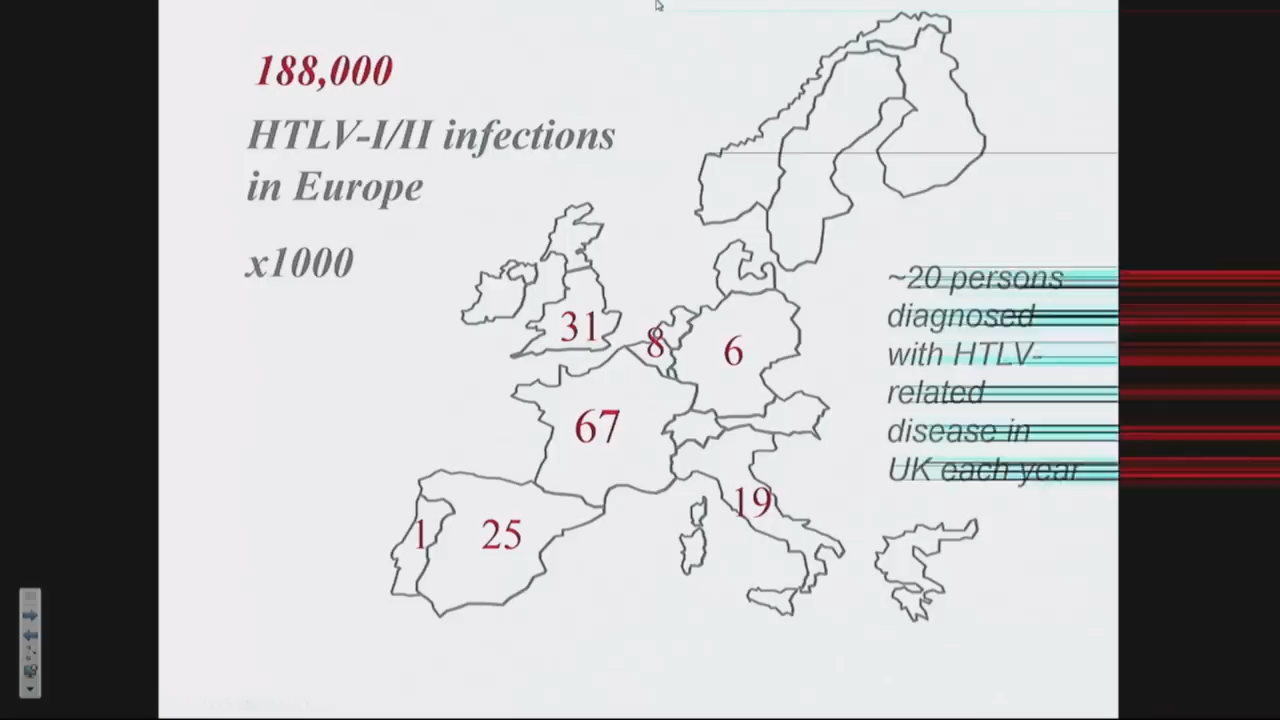 188,000
HTLV-I/II infections
in Europe
x1000
~20 persons
diagnosed
with HTLV-
related
disease in
UK each year
31
8
6
67
19
1
25